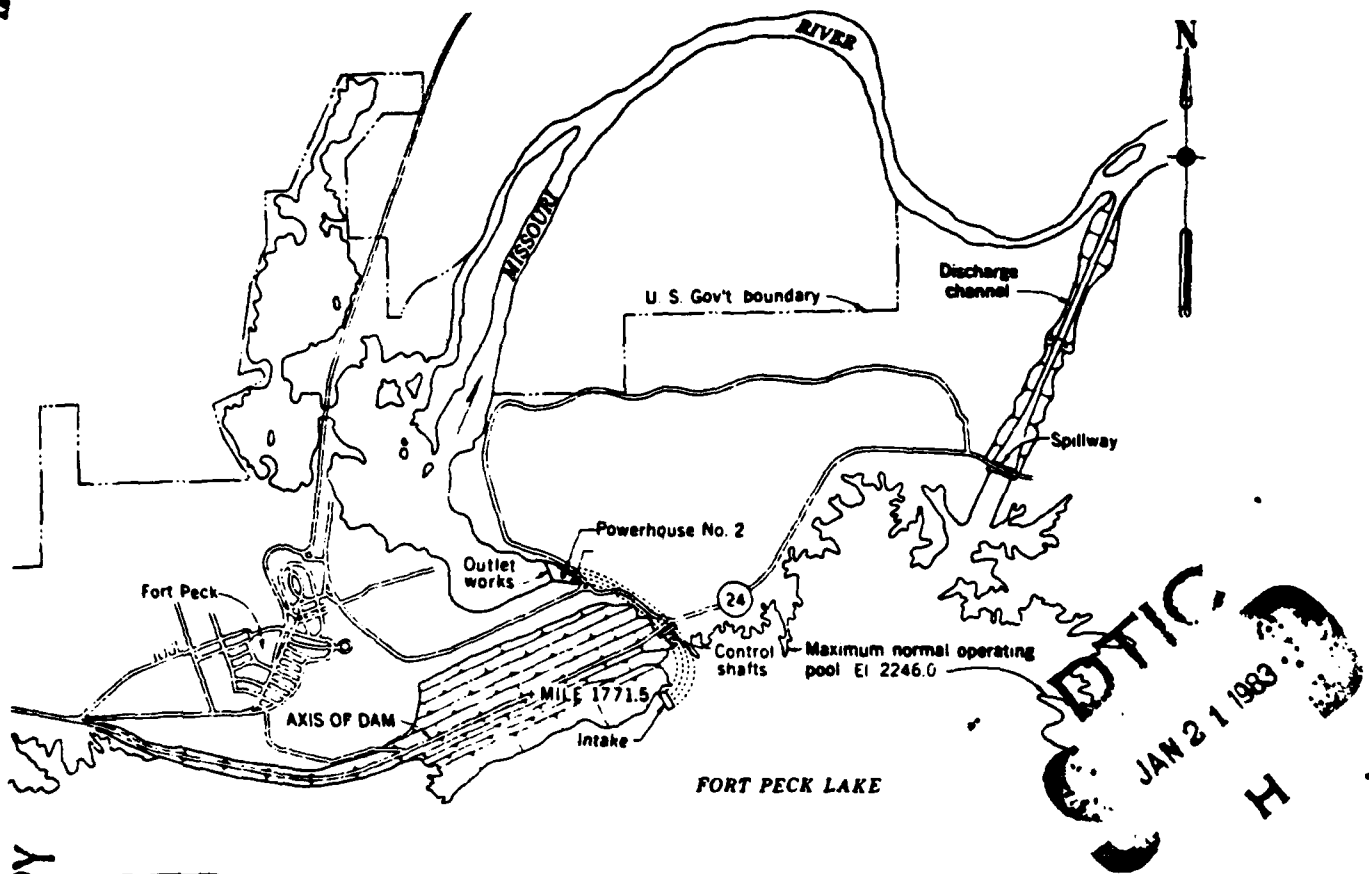 RIVER
N
MISSOURI
Discharge
channel
U. S. Gov't boundary
Spillway
Powerhouse No. 2
Outlet
works
Fort Peck
24
Control
shafts
Maximum normal operating
pool El 2246.0
MILE 1771.5
AXIS OF DAM
Intake
FORT PECK LAKE
DTIC
JAN 21 1983
H